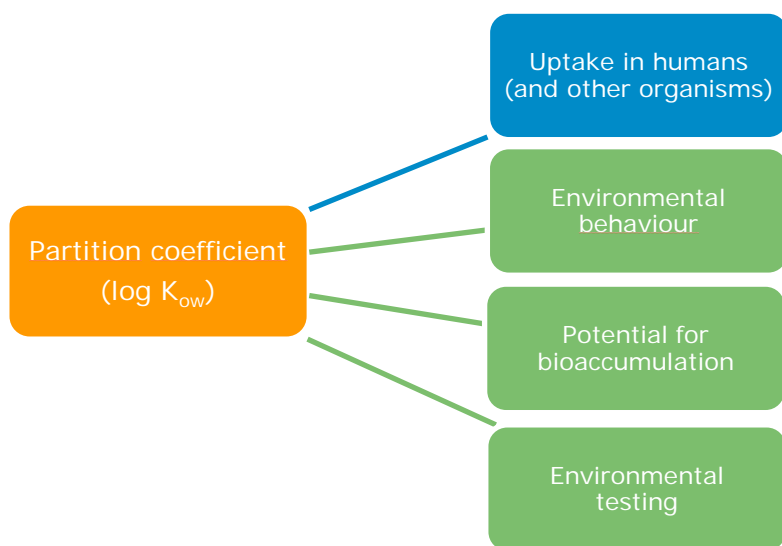 Uptake in humans
(and other organisms)
Environmental
behaviour
Partition coefficient
(log Kow)
Potential for
bioaccumulation
Environmental
testing